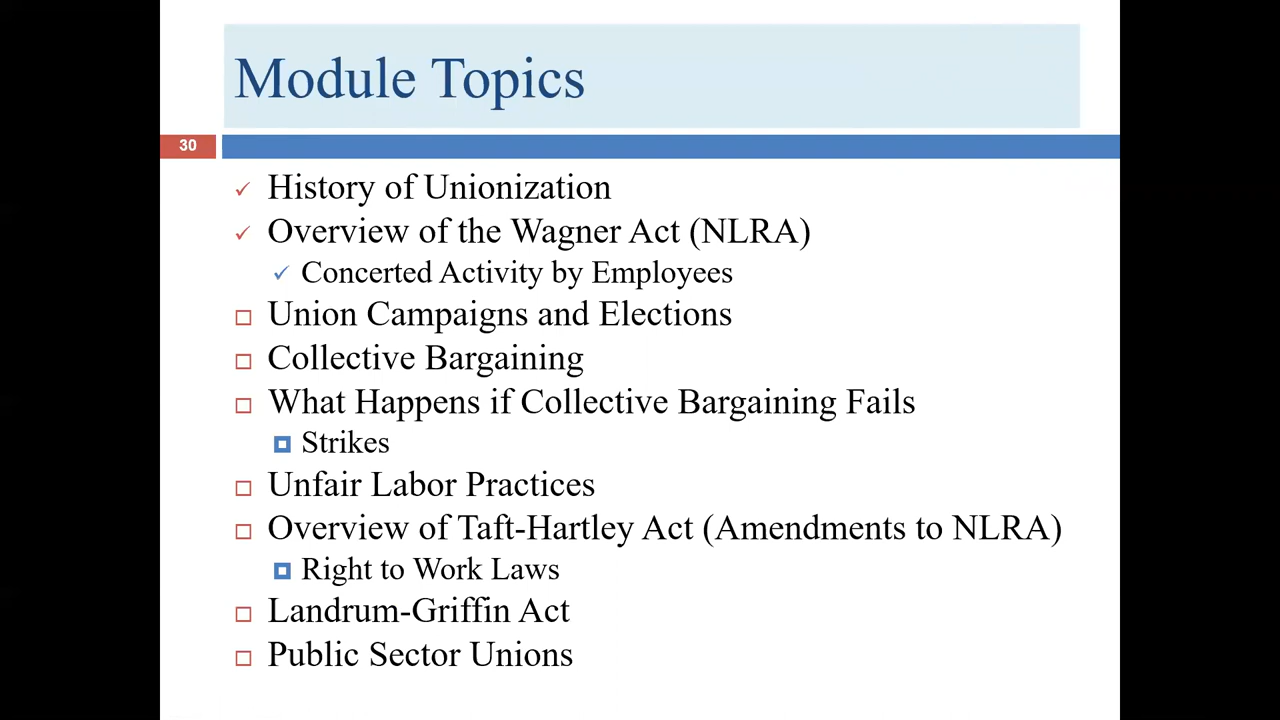 Module Topics
30
History of Unionization
Overview of the Wagner Act (NLRA)
Concerted Activity by Employees
Union Campaigns and Elections
Collective Bargaining
What Happens if Collective Bargaining Fails
Strikes
Unfair Labor Practices
Overview of Taft-Hartley Act (Amendments to NLRA)
Right to Work Laws
Landrum-Griffin Act
Public Sector Unions